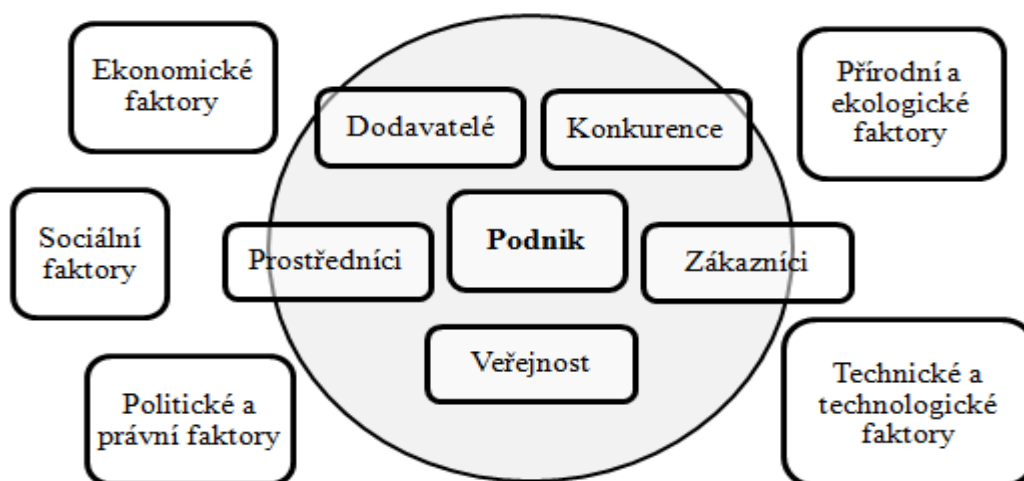 Ekonomické
faktory
Přírodní a
ekologické
faktory
Dodavatelé
Konkurence
Sociální
faktory
Prostředníci
Podnik
Zákazníci
Veřejnost
Politické a
právní faktory
Technické a
technologické
faktory